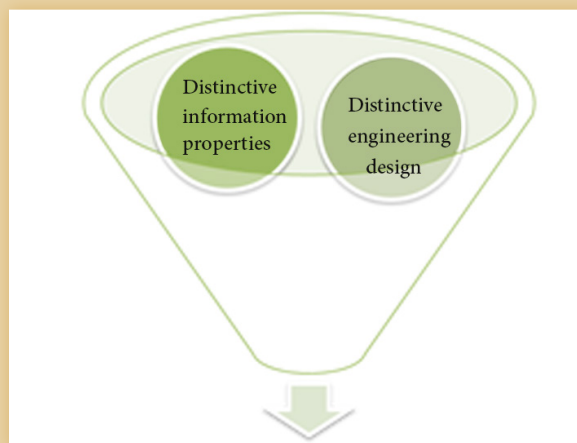 Distinctive
information
properties
Distinctive
engineering
design